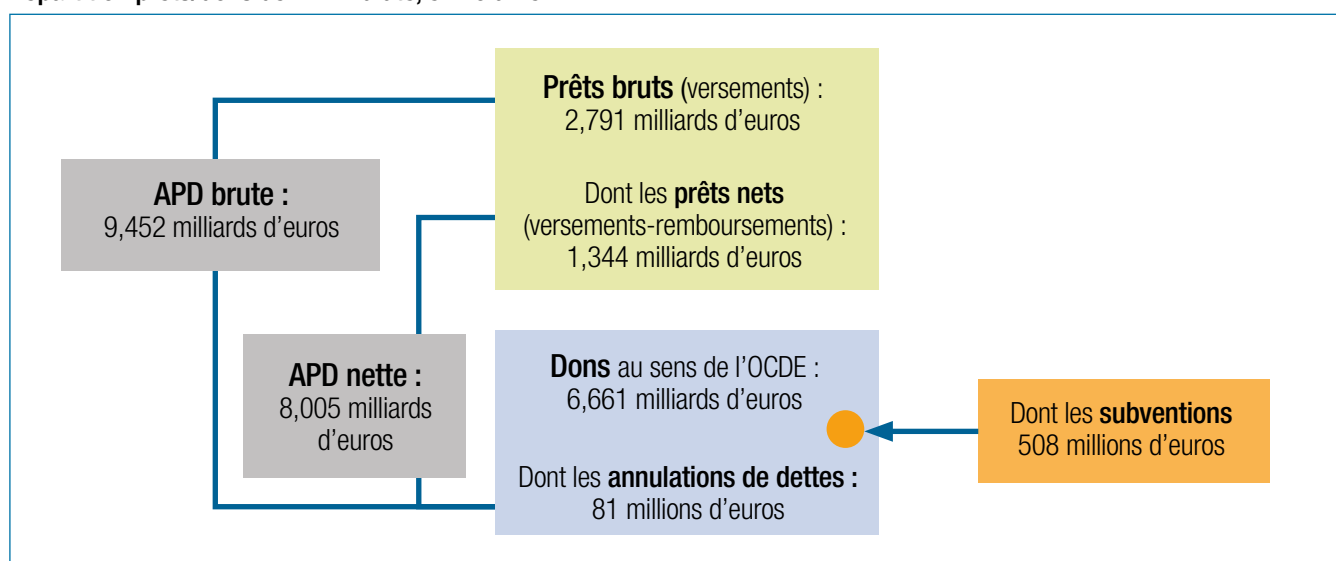 Prêts bruts (versements) :
2,791 milliards d'euros
APD brute :
9,452 milliards d'euros
Dont les prêts nets
(versements-remboursements) :
1,344 milliards d'euros
APD nette :
8,005 milliards
d'euros
Dons au sens de l'OCDE :
6,661 milliards d'euros
Dont les subventions
508 millions d'euros
Dont les annulations de dettes :
81 millions d'euros